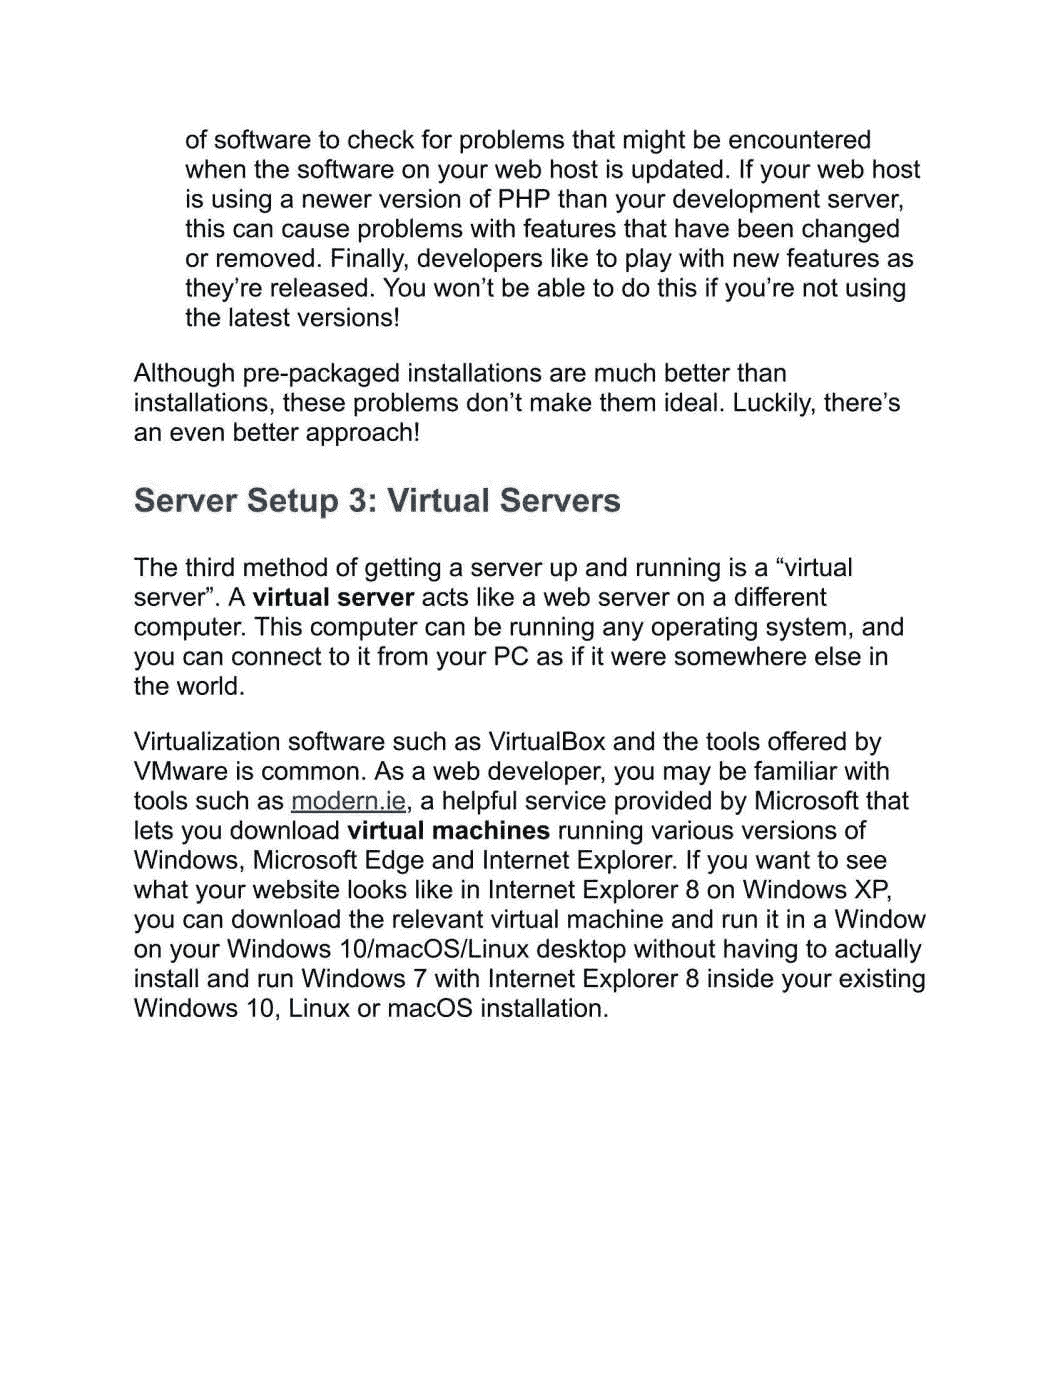 of software to check for problems that might be encountered
when the software on your web host is updated. If your web host
is using a newer version of PHP than your development server,
this can cause problems with features that have been changed
or removed. Finally, developers like to play with new features as
they’re released. You won’t be able to do this if you’re not using
the latest versions!
Although pre-packaged installations are much better than
installations, these problems don’t make them ideal. Luckily, there’s
an even better approach!
Server Setup 3: Virtual Servers
The third method of getting a server up and running is a “virtual
server”. A virtual server acts like a web server on a different
computer. This computer can be running any operating system, and
you can connect to it from your PC as if it were somewhere else in
the world.
Virtualization software such as VirtualBox and the tools offered by
VMware is common. As a web developer, you may be familiar with
tools such as modern.ie, a helpful service provided by Microsoft that
lets you download virtual machines running various versions of
Windows, Microsoft Edge and Internet Explorer. If you want to see
what your website looks like in Internet Explorer 8 on Windows XP,
you can download the relevant virtual machine and run it in a Window
on your Windows 10/macOS/Linux desktop without having to actually
install and run Windows 7 with Internet Explorer 8 inside your existing
Windows 10, Linux or macOS installation.